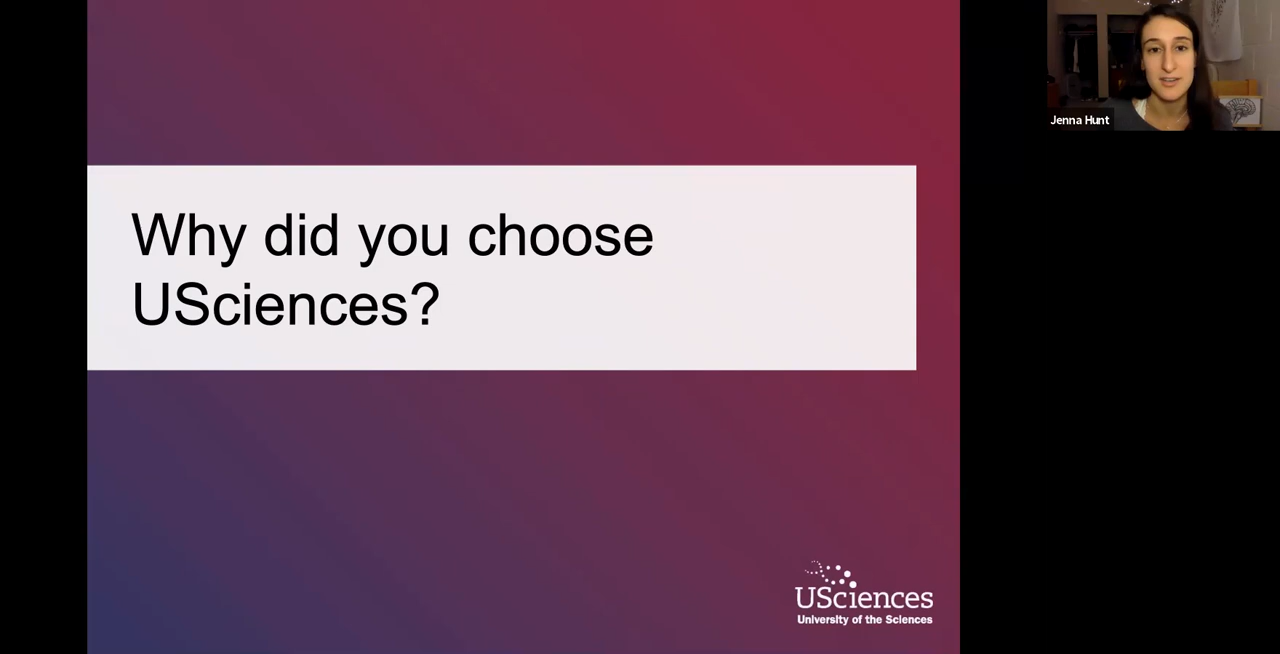 Why did you choose
USciences?
Jenna Hunt
USciences
University of the Sciences